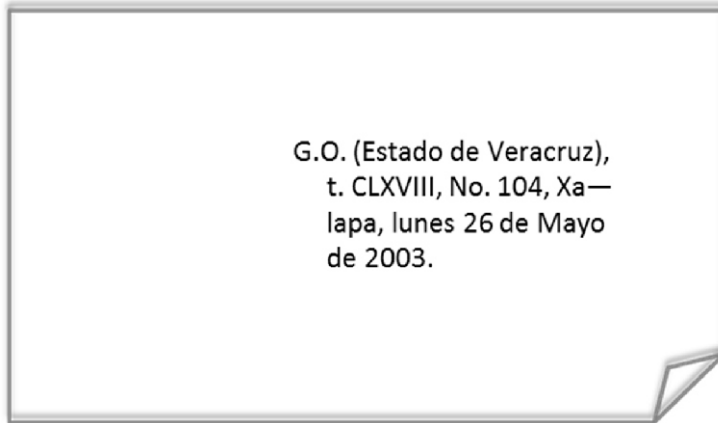 G.O. (Estado de Veracruz),
t. CLXVIII, No. 104, Xa—
lapa, lunes 26 de Mayo
de 2003.